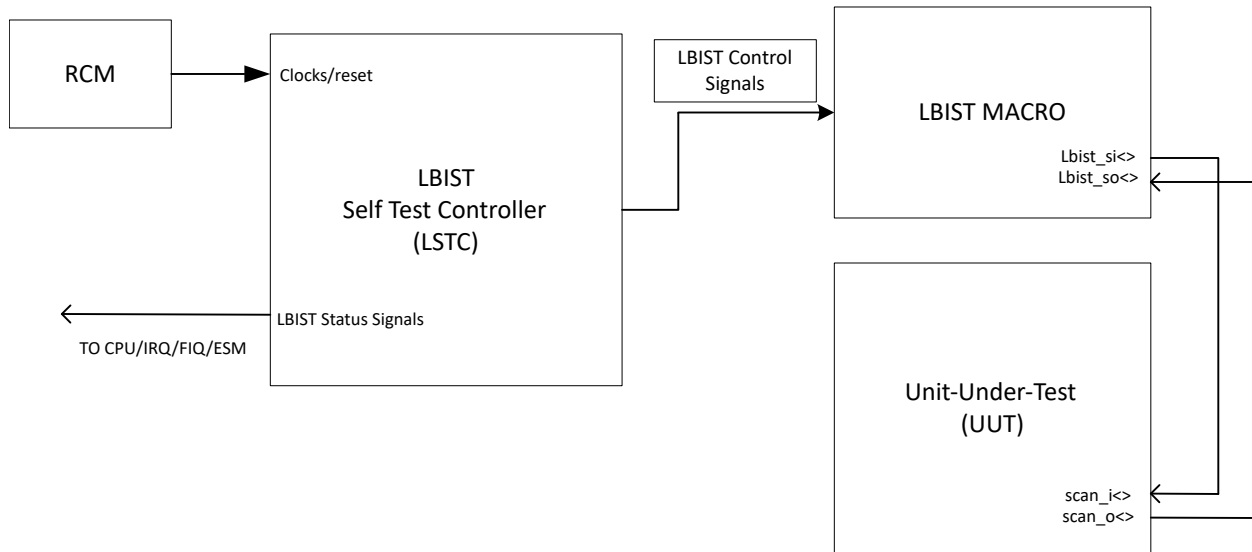 RCM
Clocks/reset
LBIST
Self Test Controller
(LSTC)
LBIST Status Signals
TO CPU/IRQ/FIQ/ESM
LBIST Control
Signals
LBIST MACRO
Lbist_si<>
Lbist_so<>
Unit-Under-Test
(UUT)
scan_i<>
scan_o<>